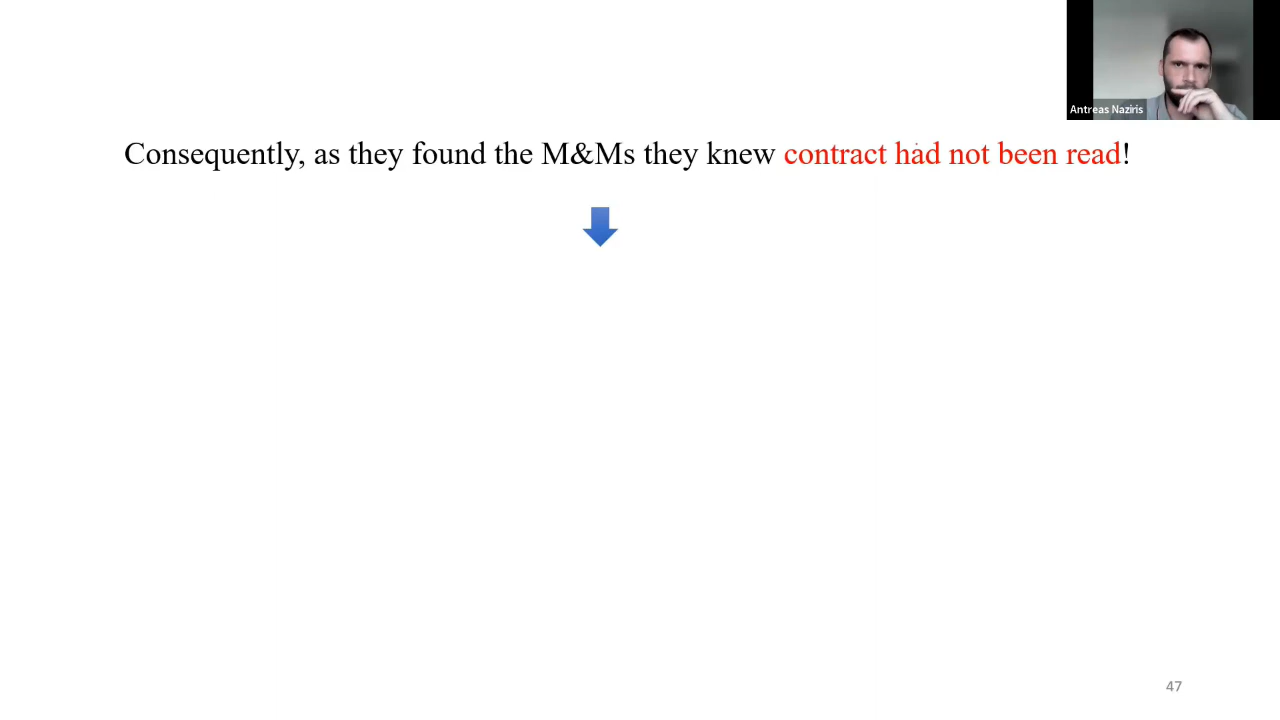 Antreas Naziris
Consequently, as they found the M&Ms they knew contract had not been read!
47